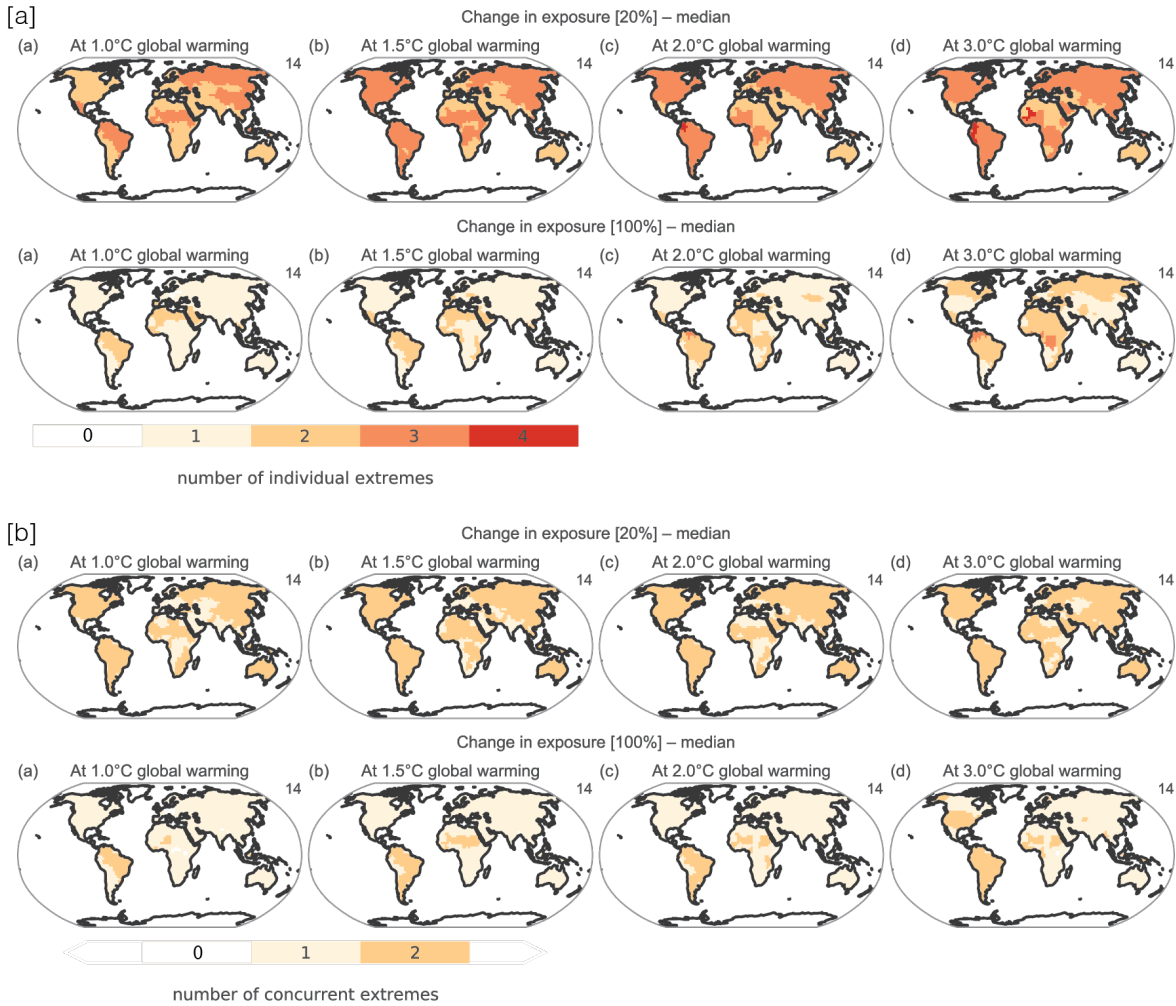 [a]
Change in exposure [20%] – median
(a) At 1.0°C global warming (b) At 1.5°C global warming (c) At 2.0°C global warming (d) At 3.0°C global warming
14 14 14 14
Change in exposure [100%] – median
(a) At 1.0°C global warming (b) At 1.5°C global warming (c) At 2.0°C global warming (d) At 3.0°C global warming
14 14 14 14
0 1 2 3 4
number of individual extremes
[b]
Change in exposure [20%] – median
(a) At 1.0°C global warming (b) At 1.5°C global warming (c) At 2.0°C global warming (d) At 3.0°C global warming
14 14 14 14
Change in exposure [100%] – median
(a) At 1.0°C global warming (b) At 1.5°C global warming (c) At 2.0°C global warming (d) At 3.0°C global warming
14 14 14 14
0 1 2
number of concurrent extremes